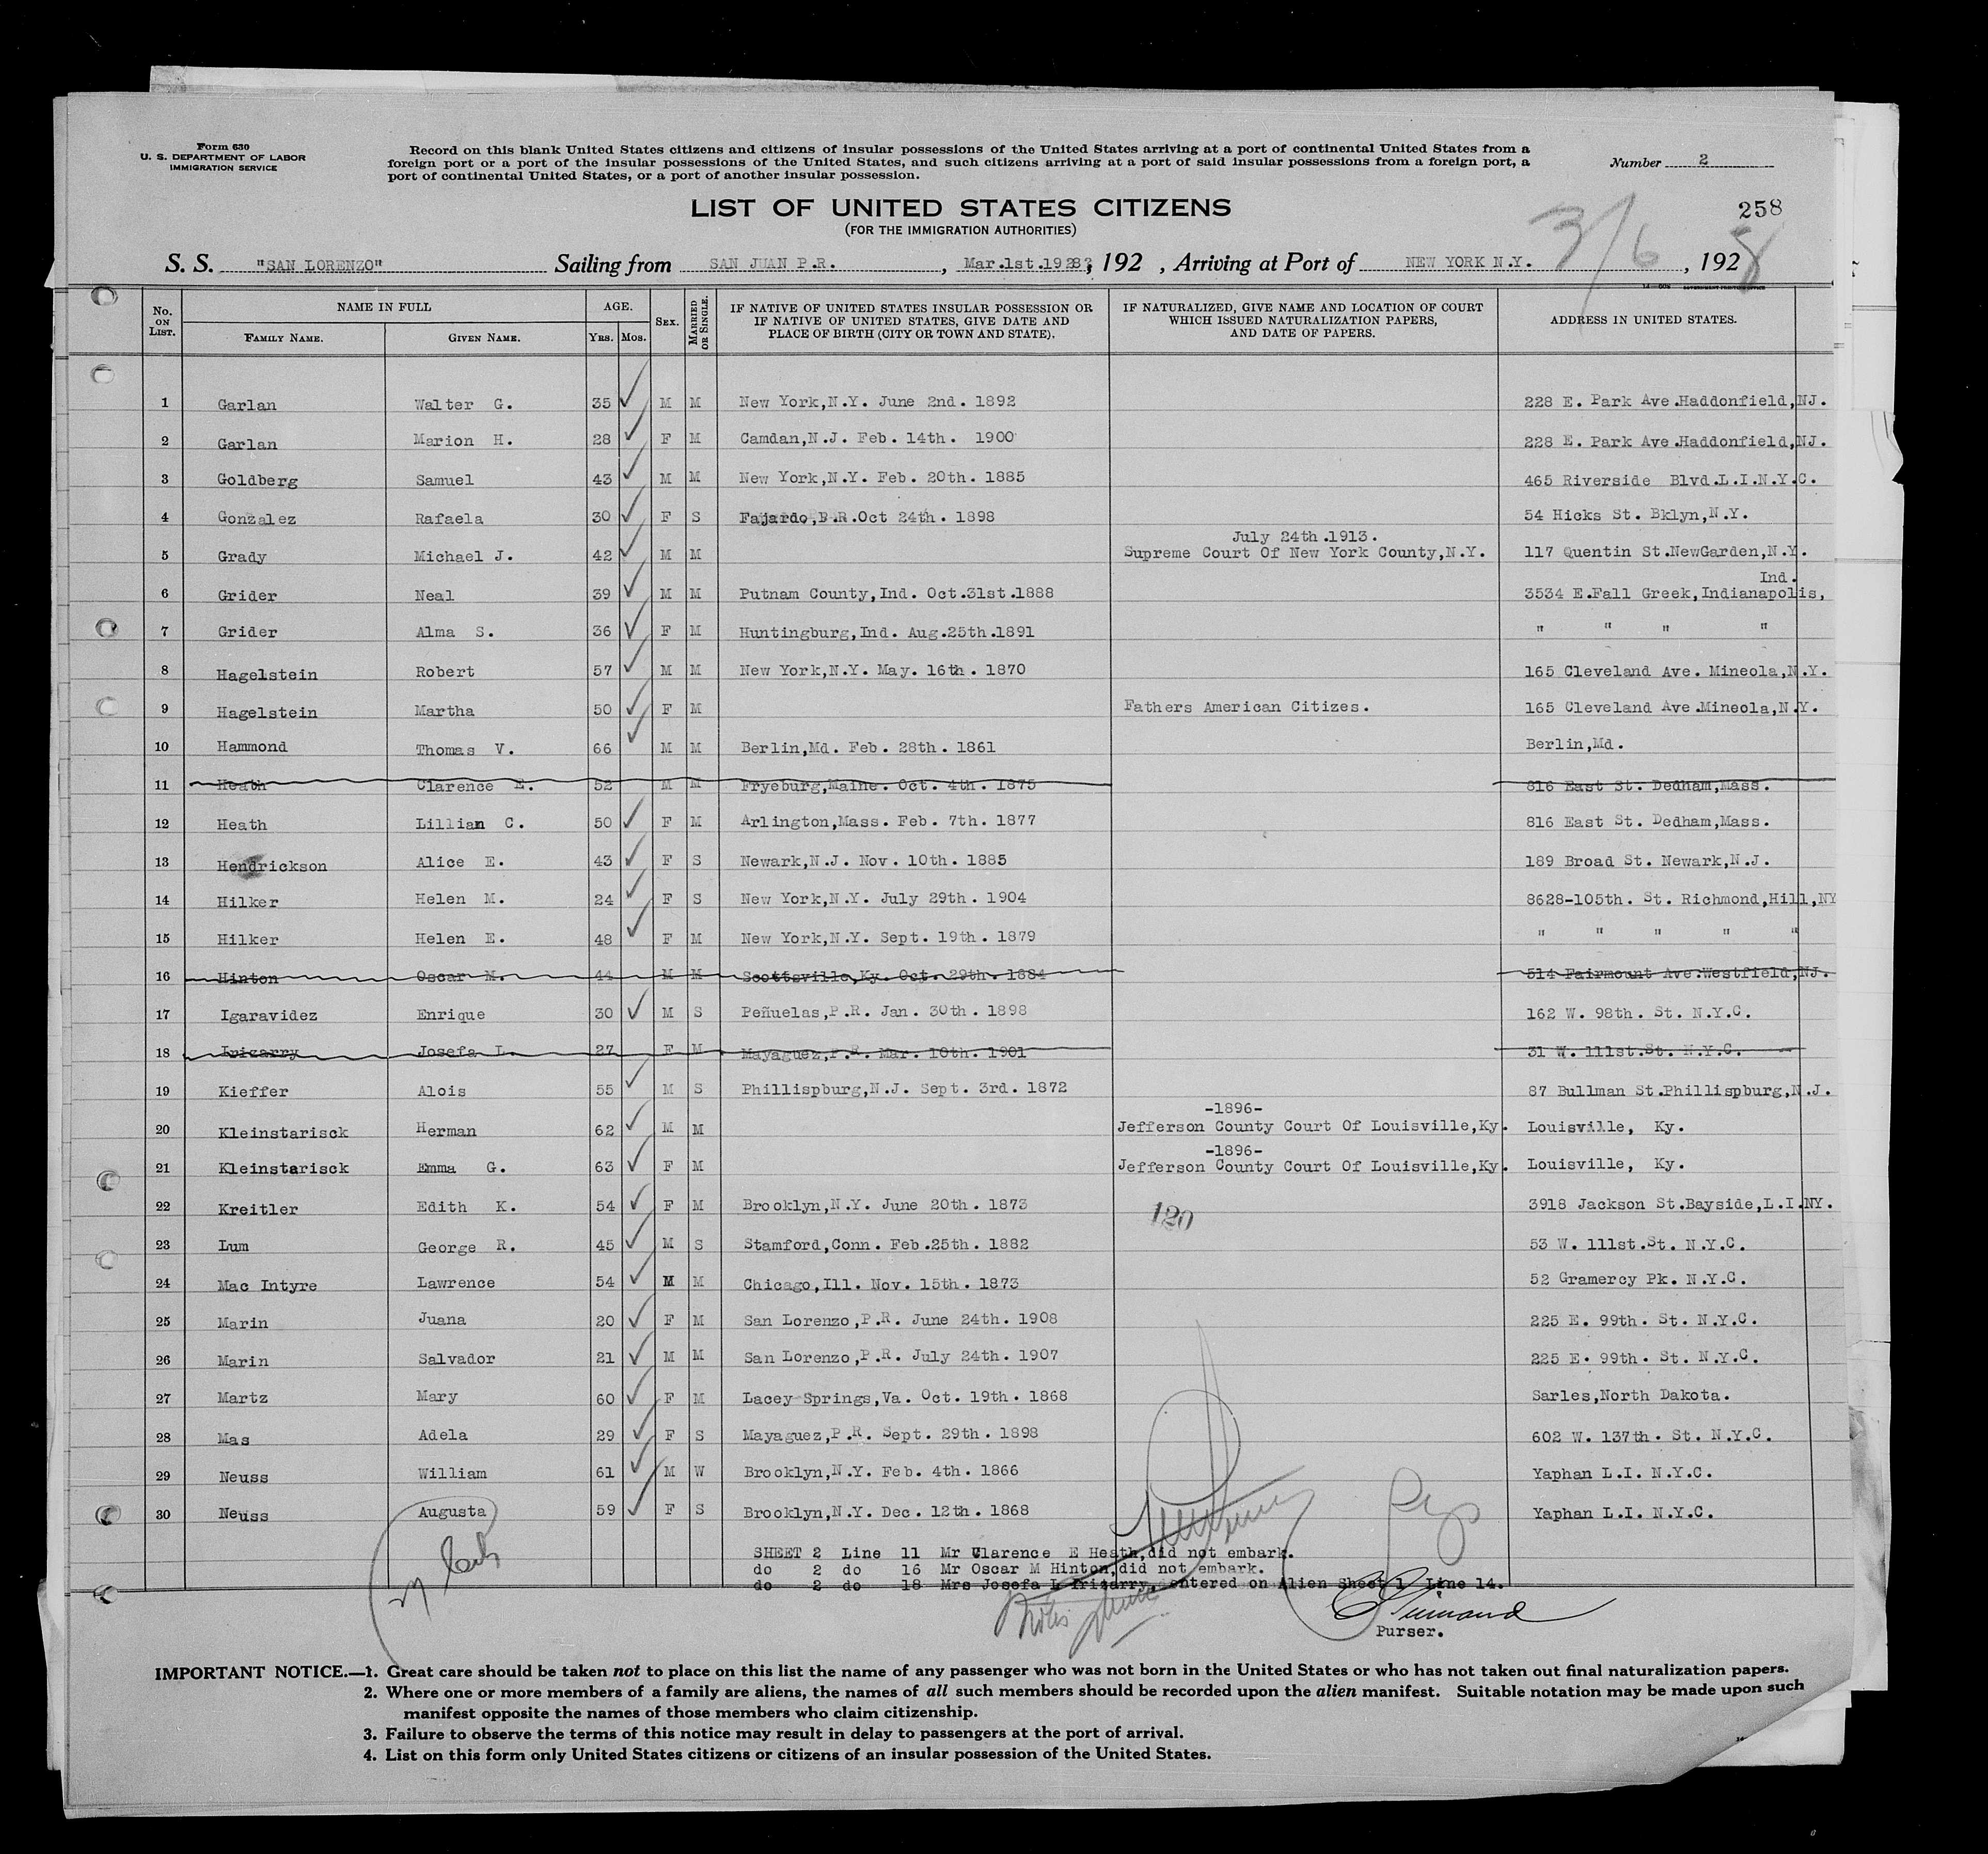 Form 630
U. S. DEPARTMENT OF LABOR
IMMIGRATION SERVICE
Record on this blank United States citizens and citizens of insular possessions of the United States arriving at a port of continental United States from a
foreign port or a port of the insular possessions of the United States, and such citizens arriving at a port of said insular possessions from a foreign port, a
port of continental United States, or a port of another insular possession.
Number 2
258
LIST OF UNITED STATES CITIZENS
(FOR THE IMMIGRATION AUTHORITIES)
S. S. "SAN LORENZO" Sailing from SAN JUAN P.R. , Mar.1st.1928, 192 , Arriving at Port of NEW YORK N.Y. 3/6 , 1928
No. ON LIST. NAME IN FULL AGE. SEX. MARRIED OR SINGLE. IF NATIVE OF UNITED STATES INSULAR POSSESSION OR IF NATIVE OF UNITED STATES, GIVE DATE AND PLACE OF BIRTH (CITY OR TOWN AND STATE). IF NATURALIZED, GIVE NAME AND LOCATION OF COURT WHICH ISSUED NATURALIZATION PAPERS, AND DATE OF PAPERS. ADDRESS IN UNITED STATES.
FAMILY NAME. GIVEN NAME. YRS. MOS.
1 Garlan Walter G. 35 ✓ M M New York,N.Y. June 2nd. 1892 228 E. Park Ave.Haddonfield,NJ.
2 Garlan Marion H. 28 ✓ F M Camdan,N.J. Feb. 14th. 1900 228 E. Park Ave.Haddonfield,NJ.
3 Goldberg Samuel 43 ✓ M M New York,N.Y. Feb. 20th. 1885 465 Riverside Blvd.L.I.N.Y.C.
4 Gonzalez Rafaela 30 ✓ F S Fajardo,P.R.Oct 24th. 1898 54 Hicks St. Bklyn,N.Y.
July 24th.1913.
5 Grady Michael J. 42 ✓ M M Supreme Court Of New York County,N.Y. 117 Quentin St.NewGarden,N.Y.
Ind.
6 Grider Neal 39 ✓ M M Putnam County,Ind. Oct.31st.1888 3534 E.Fall Greek,Indianapolis,
7 Grider Alma S. 36 ✓ F M Huntingburg,Ind. Aug.25th.1891 " " " "
8 Hagelstein Robert 57 ✓ M M New York,N.Y. May. 16th. 1870 165 Cleveland Ave. Mineola,N.Y.
9 Hagelstein Martha 50 ✓ F M Fathers American Citizes. 165 Cleveland Ave.Mineola,N.Y.
10 Hammond Thomas V. 66 ✓ M M Berlin,Md. Feb. 28th. 1861 Berlin,Md.
11 Heath Clarence E. 52 M M Fryeburg,Maine. Oct. 4th. 1875 816 East St. Dedham,Mass.
12 Heath Lillian C. 50 ✓ F M Arlington,Mass. Feb. 7th. 1877 816 East St. Dedham,Mass.
13 Hendrickson Alice E. 43 ✓ F S Newark,N.J. Nov. 10th. 1885 189 Broad St. Newark,N.J.
14 Hilker Helen M. 24 ✓ F S New York,N.Y. July 29th. 1904 8628-105th. St. Richmond,Hill,NY
15 Hilker Helen E. 48 ✓ F M New York,N.Y. Sept. 19th. 1879 " " " " "
16 Hinton Oscar M. 44 M M Scottsville,Ky. Oct. 29th. 1884 514 Fairmount Ave.Westfield,NJ.
17 Igaravidez Enrique 30 ✓ M S Peñuelas,P.R. Jan. 30th. 1898 162 W. 98th. St. N.Y.C.
18 Irizarry Josefa L. 27 F M Mayaguez,P.R. Mar. 10th. 1901 31 W. 111st.St. N.Y.C.
19 Kieffer Alois 55 ✓ M S Phillispburg,N.J. Sept. 3rd. 1872 87 Bullman St.Phillispburg,N.J.
-1896-
20 Kleinstarisck Herman 62 ✓ M M Jefferson County Court Of Louisville,Ky. Louisville, Ky.
-1896-
21 Kleinstarisck Emma G. 63 ✓ F M Jefferson County Court Of Louisville,Ky. Louisville, Ky.
22 Kreitler Edith K. 54 ✓ F M Brooklyn,N.Y. June 20th. 1873 120 3918 Jackson St.Bayside,L.I.NY.
23 Lum George R. 45 ✓ M S Stamford,Conn. Feb.25th. 1882 53 W. 111st.St. N.Y.C.
24 Mac Intyre Lawrence 54 ✓ M M Chicago,Ill. Nov. 15th. 1873 52 Gramercy Pk. N.Y.C.
25 Marin Juana 20 ✓ F M San Lorenzo,P.R. June 24th. 1908 225 E. 99th. St. N.Y.C.
26 Marin Salvador 21 ✓ M M San Lorenzo,P.R. July 24th. 1907 225 E. 99th. St. N.Y.C.
27 Martz Mary 60 ✓ F M Lacey Springs,Va. Oct. 19th. 1868 Sarles,North Dakota.
28 Mas Adela 29 ✓ F S Mayaguez,P.R. Sept. 29th. 1898 602 W. 137th. St. N.Y.C.
29 Neuss William 61 ✓ M W Brooklyn,N.Y. Feb. 4th. 1866 Yaphan L.I. N.Y.C.
30 Neuss Augusta 59 ✓ F S Brooklyn,N.Y. Dec. 12th. 1868 Yaphan L.I. N.Y.C.
SHEET 2 Line 11 Mr Clarence E Heath,did not embark.
do 2 do 16 Mr Oscar M Hinton,did not embark.
do 2 do 18 Mrs Josefa L Irizarry, entered on Alien Sheet 1 Line 14.
Purser.
IMPORTANT NOTICE.—1. Great care should be taken not to place on this list the name of any passenger who was not born in the United States or who has not taken out final naturalization papers.
2. Where one or more members of a family are aliens, the names of all such members should be recorded upon the alien manifest. Suitable notation may be made upon such
manifest opposite the names of those members who claim citizenship.
3. Failure to observe the terms of this notice may result in delay to passengers at the port of arrival.
4. List on this form only United States citizens or citizens of an insular possession of the United States.